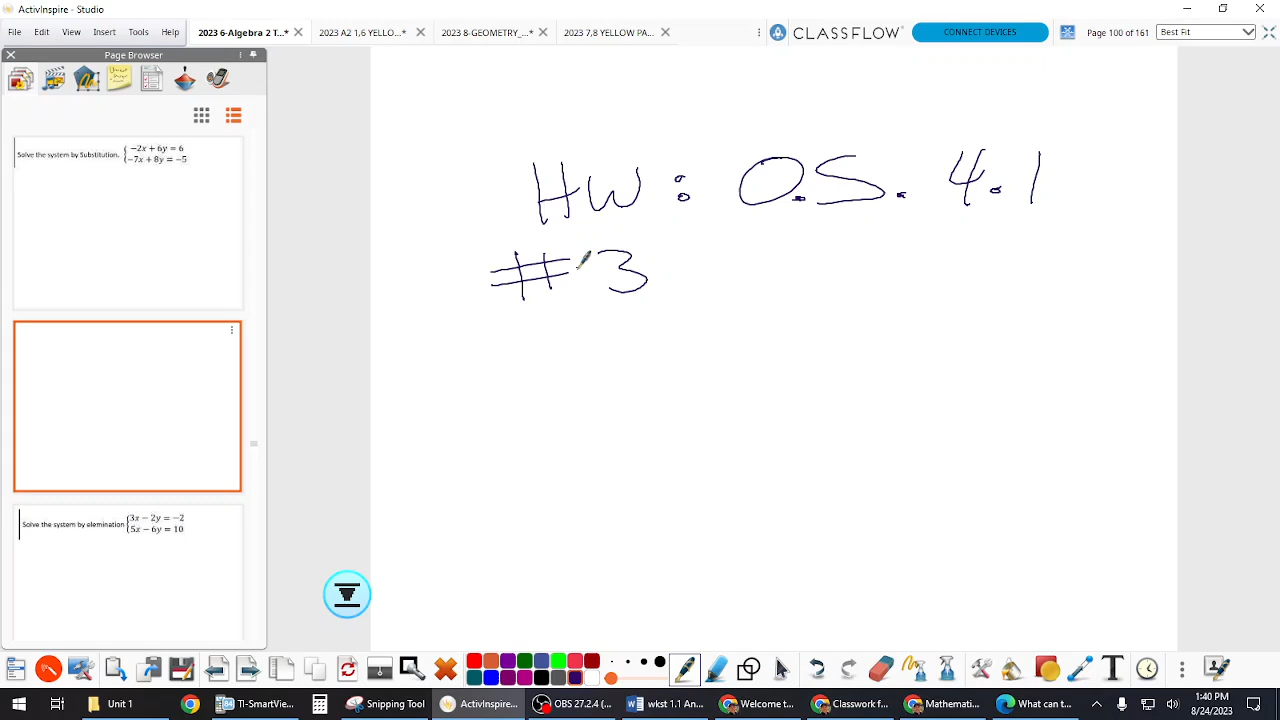 ActivInspire - Studio
File Edit View Insert Tools Help
2023 6-Algebra 2 T...*
2023 AP 1,6 YELLO...*
2023 8-GEOMETRY_...*
2023 7,8 YELLOW PA...
CLASSFLOW
CONNECT DEVICES
Page 100 of 161
Best Fit
Page Browser
Solve the system by Substitution. { -2x + 6y = 6
-7x + 8y = -5
Solve the system by elemination { 3x - 2y = -2
5x - 6y = 10
HW: O.S. 4.1
#3
Unit 1
84
TI-SmartVie...
Snipping Tool
ActivInspire -...
OBS 27.2.4 (...
wkst 1.1 An...
Welcome t...
Classwork f...
Mathemati...
What can t...
1:40 PM
8/24/2023